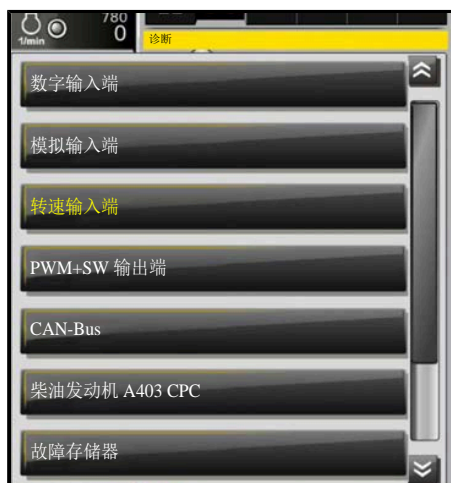 780
1/min 0
诊断
数字输入端
模拟输入端
转速输入端
PWM+SW 输出端
CAN-Bus
柴油发动机 A403 CPC
故障存储器